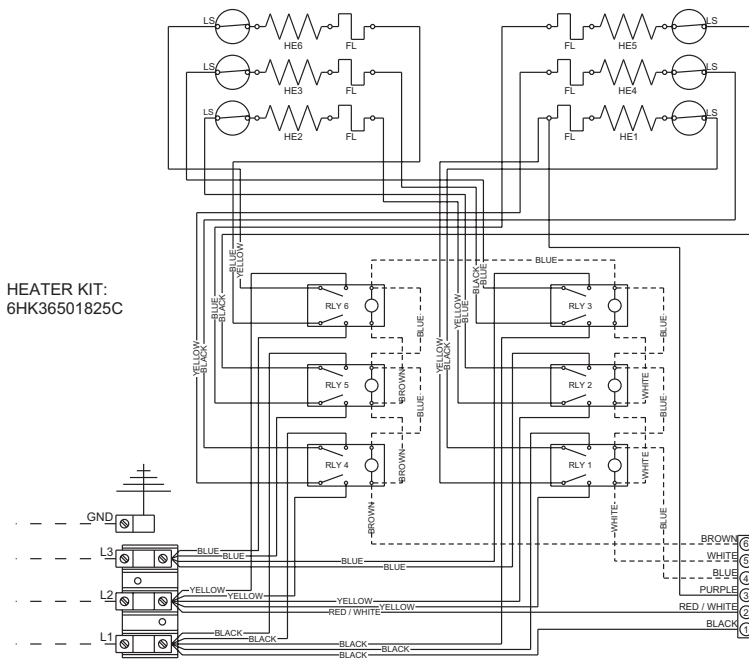 LS HE6 FL
LS HE3 FL
LS HE2 FL
FL HE5 LS
FL HE4 LS
FL HE1 LS
HEATER KIT:
6HK36501825C
BLUE
YELLOW
BLUE
BLACK
YELLOW
BLACK
BLACK
BLUE
YELLOW
BLUE
YELLOW
BLACK
BLUE
RLY 6
RLY 5
RLY 4
RLY 3
RLY 2
RLY 1
BLUE
BROWN
BLUE
BROWN
BROWN
BLUE
WHITE
BLUE
WHITE
BLUE
WHITE
GND
L3
BLUE
BLUE
BLUE
BLUE
L2
YELLOW
YELLOW
YELLOW
YELLOW
RED / WHITE
L1
BLACK
BLACK
BLACK
BLACK
BLACK
BROWN 6
WHITE 5
BLUE 4
PURPLE 3
RED / WHITE 2
BLACK 1